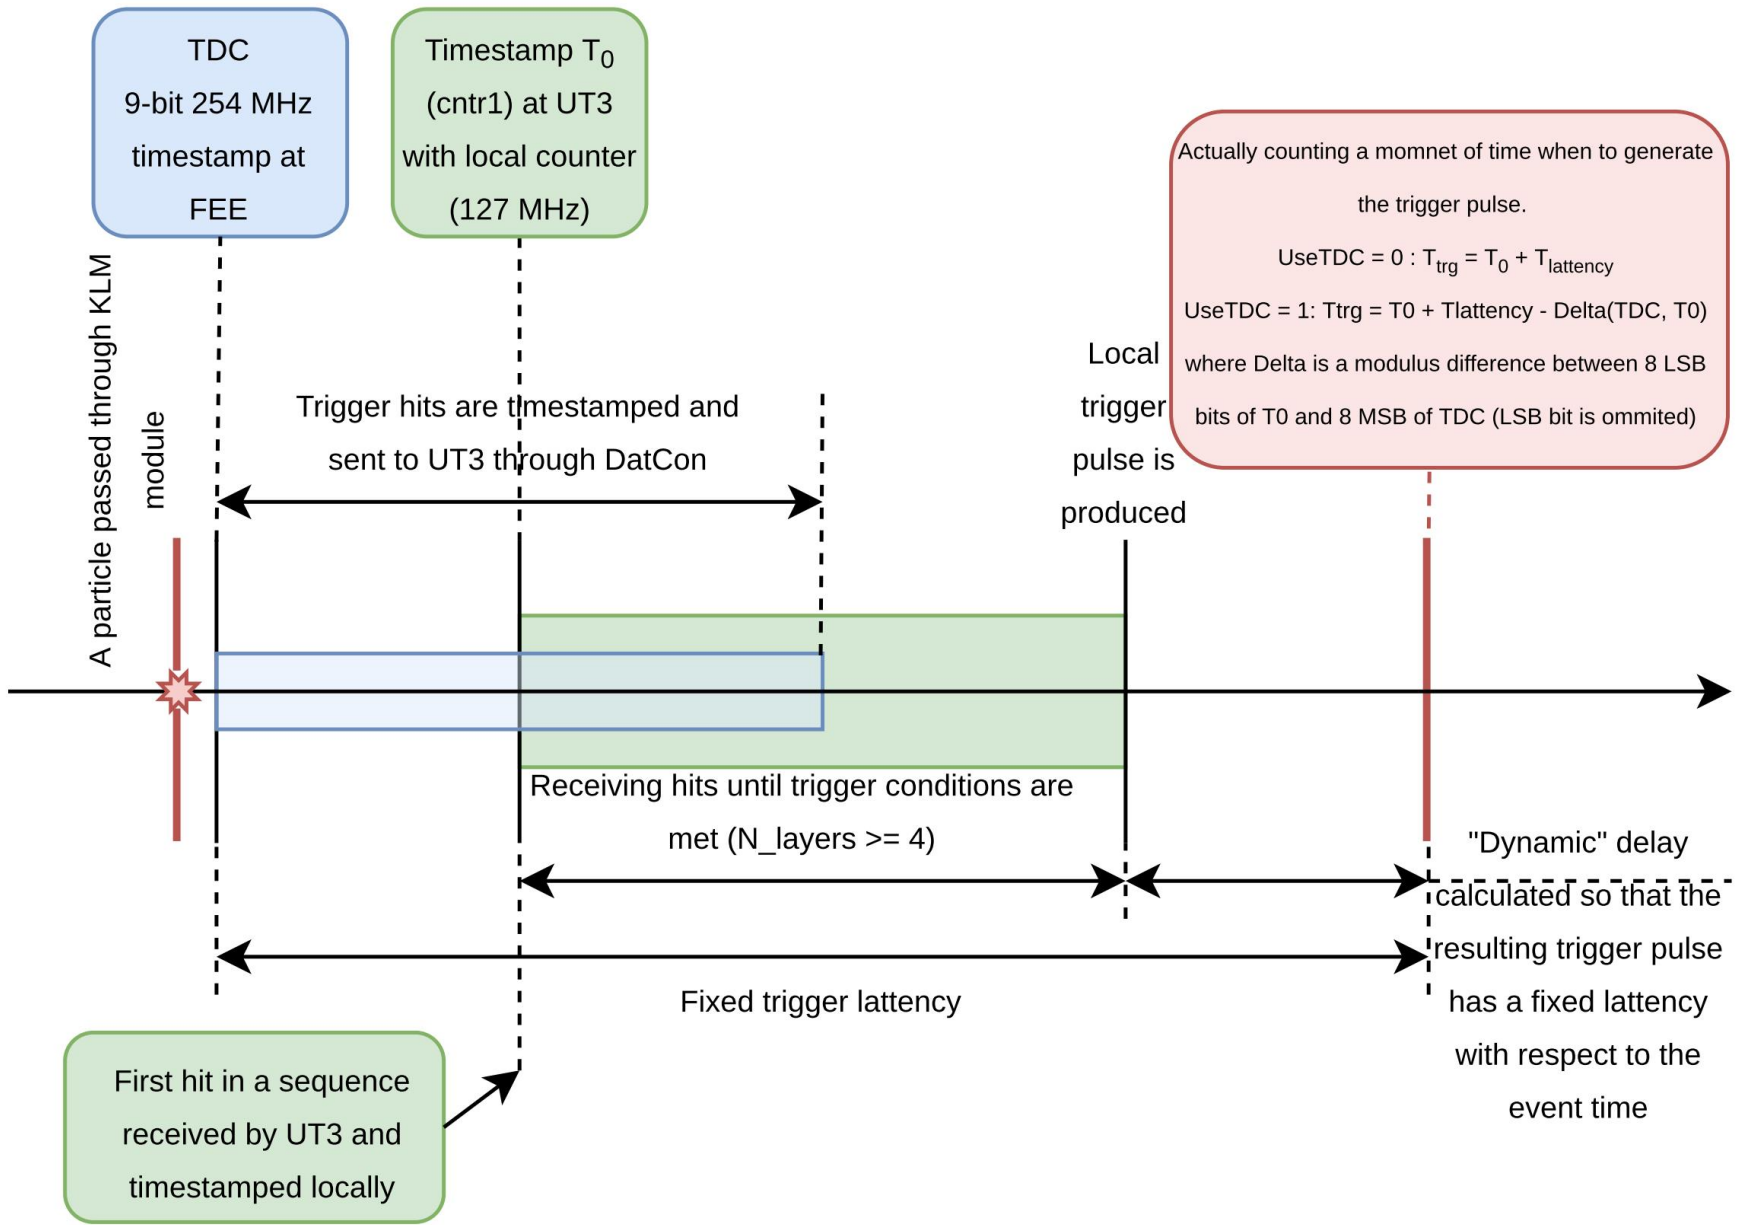 TDC
9-bit 254 MHz
timestamp at
FEE
Timestamp T0
(cntr1) at UT3
with local counter
(127 MHz)
Actually counting a momnet of time when to generate
the trigger pulse.
UseTDC = 0 : Ttrg = T0 + Tlattency
UseTDC = 1: Ttrg = T0 + Tlattency - Delta(TDC, T0)
where Delta is a modulus difference between 8 LSB
bits of T0 and 8 MSB of TDC (LSB bit is ommited)
A particle passed through KLM
module
Trigger hits are timestamped and
sent to UT3 through DatCon
Local
trigger
pulse is
produced
Receiving hits until trigger conditions are
met (N_layers >= 4)
"Dynamic" delay
calculated so that the
resulting trigger pulse
has a fixed lattency
with respect to the
event time
Fixed trigger lattency
First hit in a sequence
received by UT3 and
timestamped locally